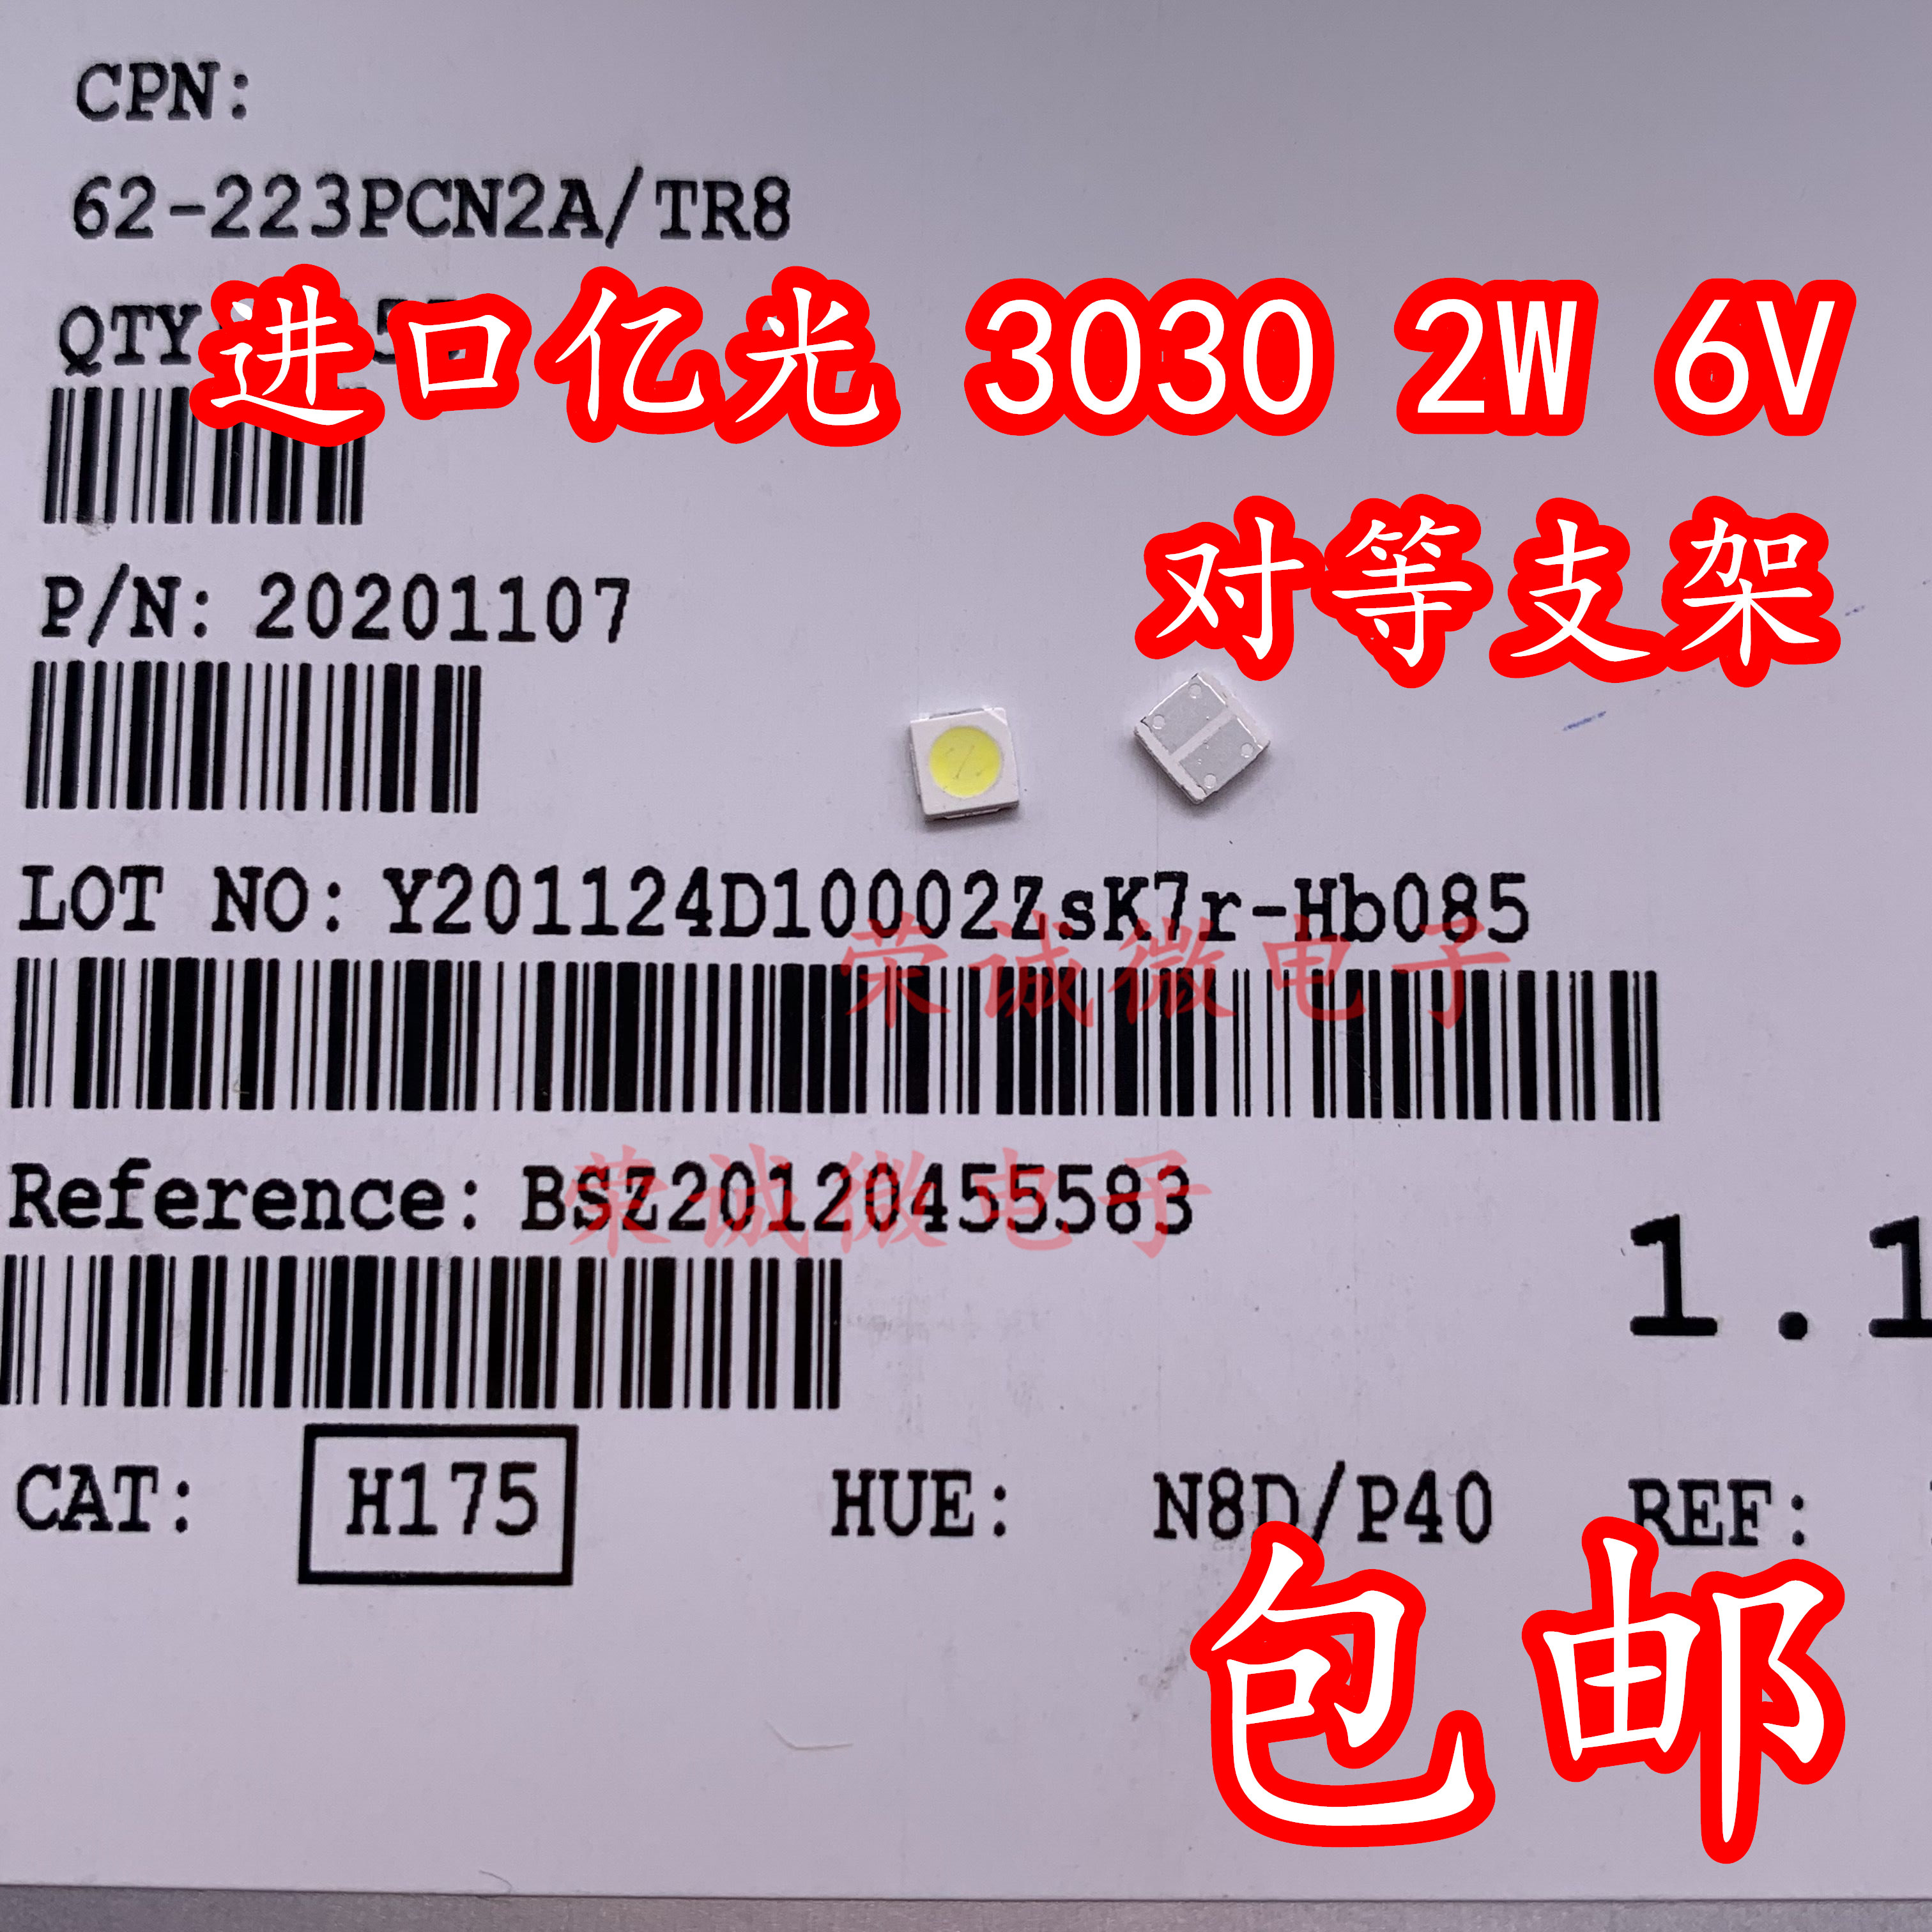 CPN:
62-223PCN2A/TR8
QTY
进口亿光 3030 2W 6V
对等支架
P/N: 20201107
LOT NO: Y201124D10002ZsK7r-Hb085
荣诚微电子
Reference: BSZ20120455583
荣诚微电子
1.1
CAT: H175 HUE: N8D/P40 REF:
包邮